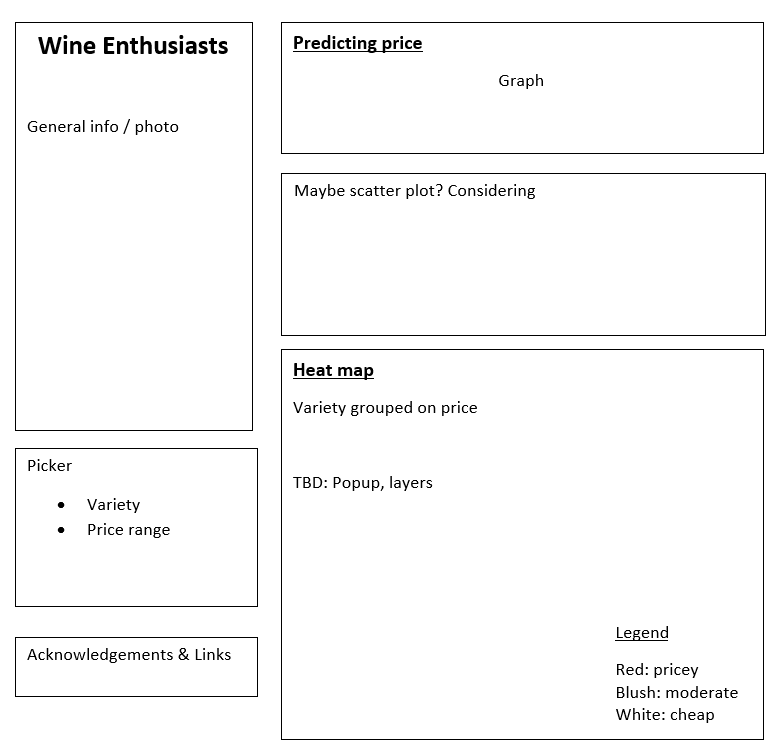 Wine Enthusiasts
General info / photo
Picker
• Variety
• Price range
Acknowledgements & Links
Predicting price
Graph
Maybe scatter plot? Considering
Heat map
Variety grouped on price
TBD: Popup, layers
Legend
Red: pricey
Blush: moderate
White: cheap